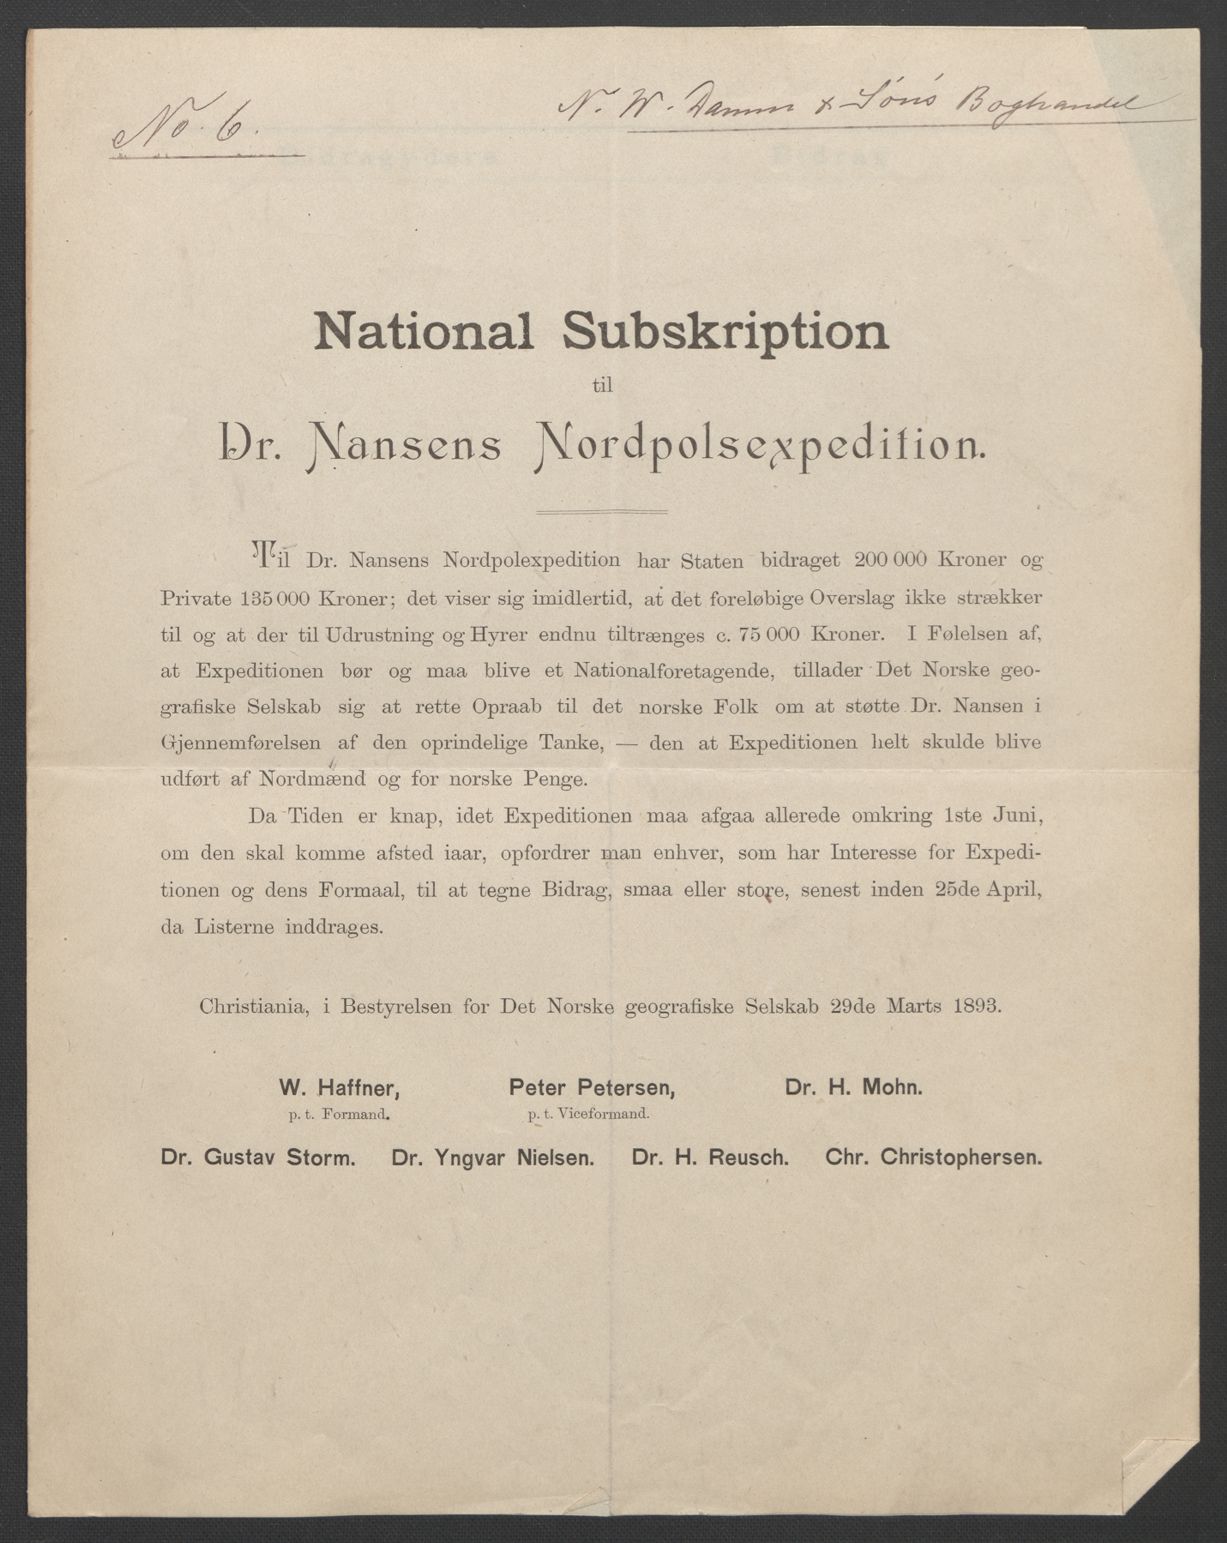 No. 6.
N. W. Damm & Søn's Boghandel
National Subskription
til
Dr. Nansens Nordpolsexpedition.
Til Dr. Nansens Nordpolexpedition har Staten bidraget 200 000 Kroner og
Private 135 000 Kroner; det viser sig imidlertid, at det foreløbige Overslag ikke strækker
til og at der til Udrustning og Hyrer endnu tiltrænges c. 75 000 Kroner. I Følelsen af,
at Expeditionen bør og maa blive et Nationalforetagende, tillader Det Norske geo-
grafiske Selskab sig at rette Opraab til det norske Folk om at støtte Dr. Nansen i
Gjennemførelsen af den oprindelige Tanke, — den at Expeditionen helt skulde blive
udført af Nordmænd og for norske Penge.
Da Tiden er knap, idet Expeditionen maa afgaa allerede omkring 1ste Juni,
om den skal komme afsted iaar, opfordrer man enhver, som har Interesse for Expedi-
tionen og dens Formaal, til at tegne Bidrag, smaa eller store, senest inden 25de April,
da Listerne inddrages.
Christiania, i Bestyrelsen for Det Norske geografiske Selskab 29de Marts 1893.
W. Haffner, Peter Petersen, Dr. H. Mohn.
p. t. Formand. p. t. Viceformand.
Dr. Gustav Storm. Dr. Yngvar Nielsen. Dr. H. Reusch. Chr. Christophersen.